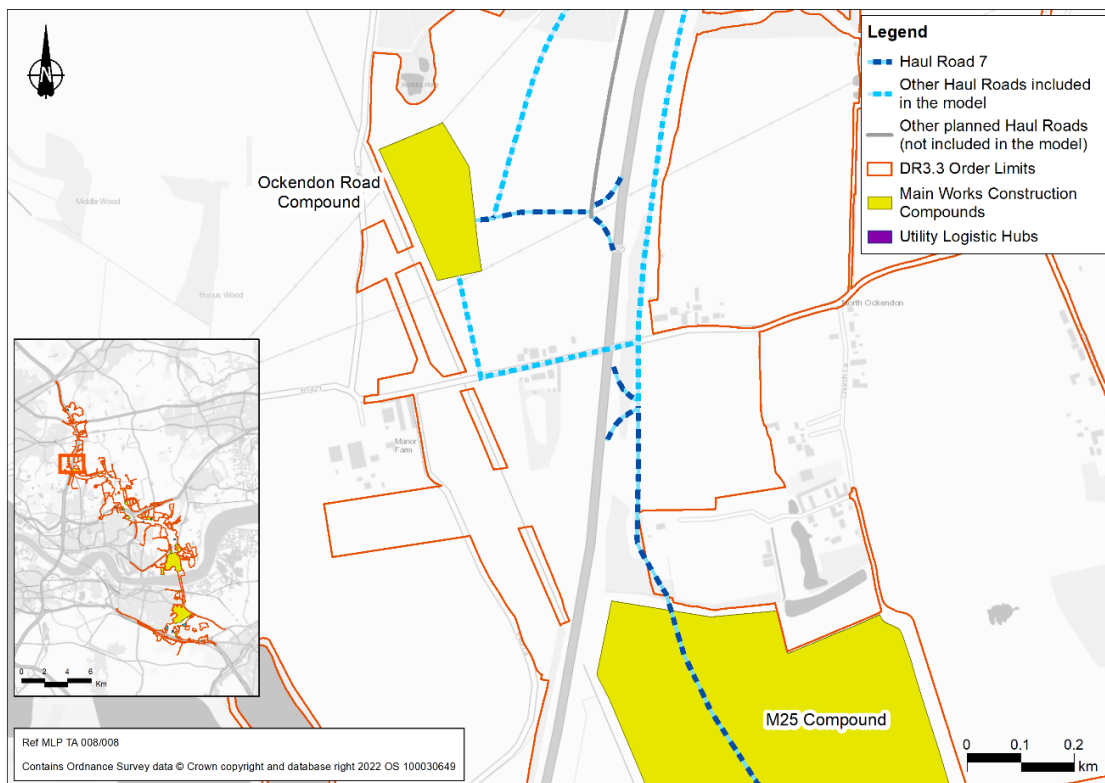 N
Legend
Haul Road 7
Other Haul Roads included
in the model
Other planned Haul Roads
(not included in the model)
DR3.3 Order Limits
Main Works Construction
Compounds
Utility Logistic Hubs
Ockendon Road
Compound
Middle Wood
Bonus Wood
North Ockendon
Church La
B1421
Manor
Farm
M25 Compound
0 2 4 6
Km
0 0.1 0.2
km
Ref MLP TA 008/008
Contains Ordnance Survey data © Crown copyright and database right 2022 OS 100030649